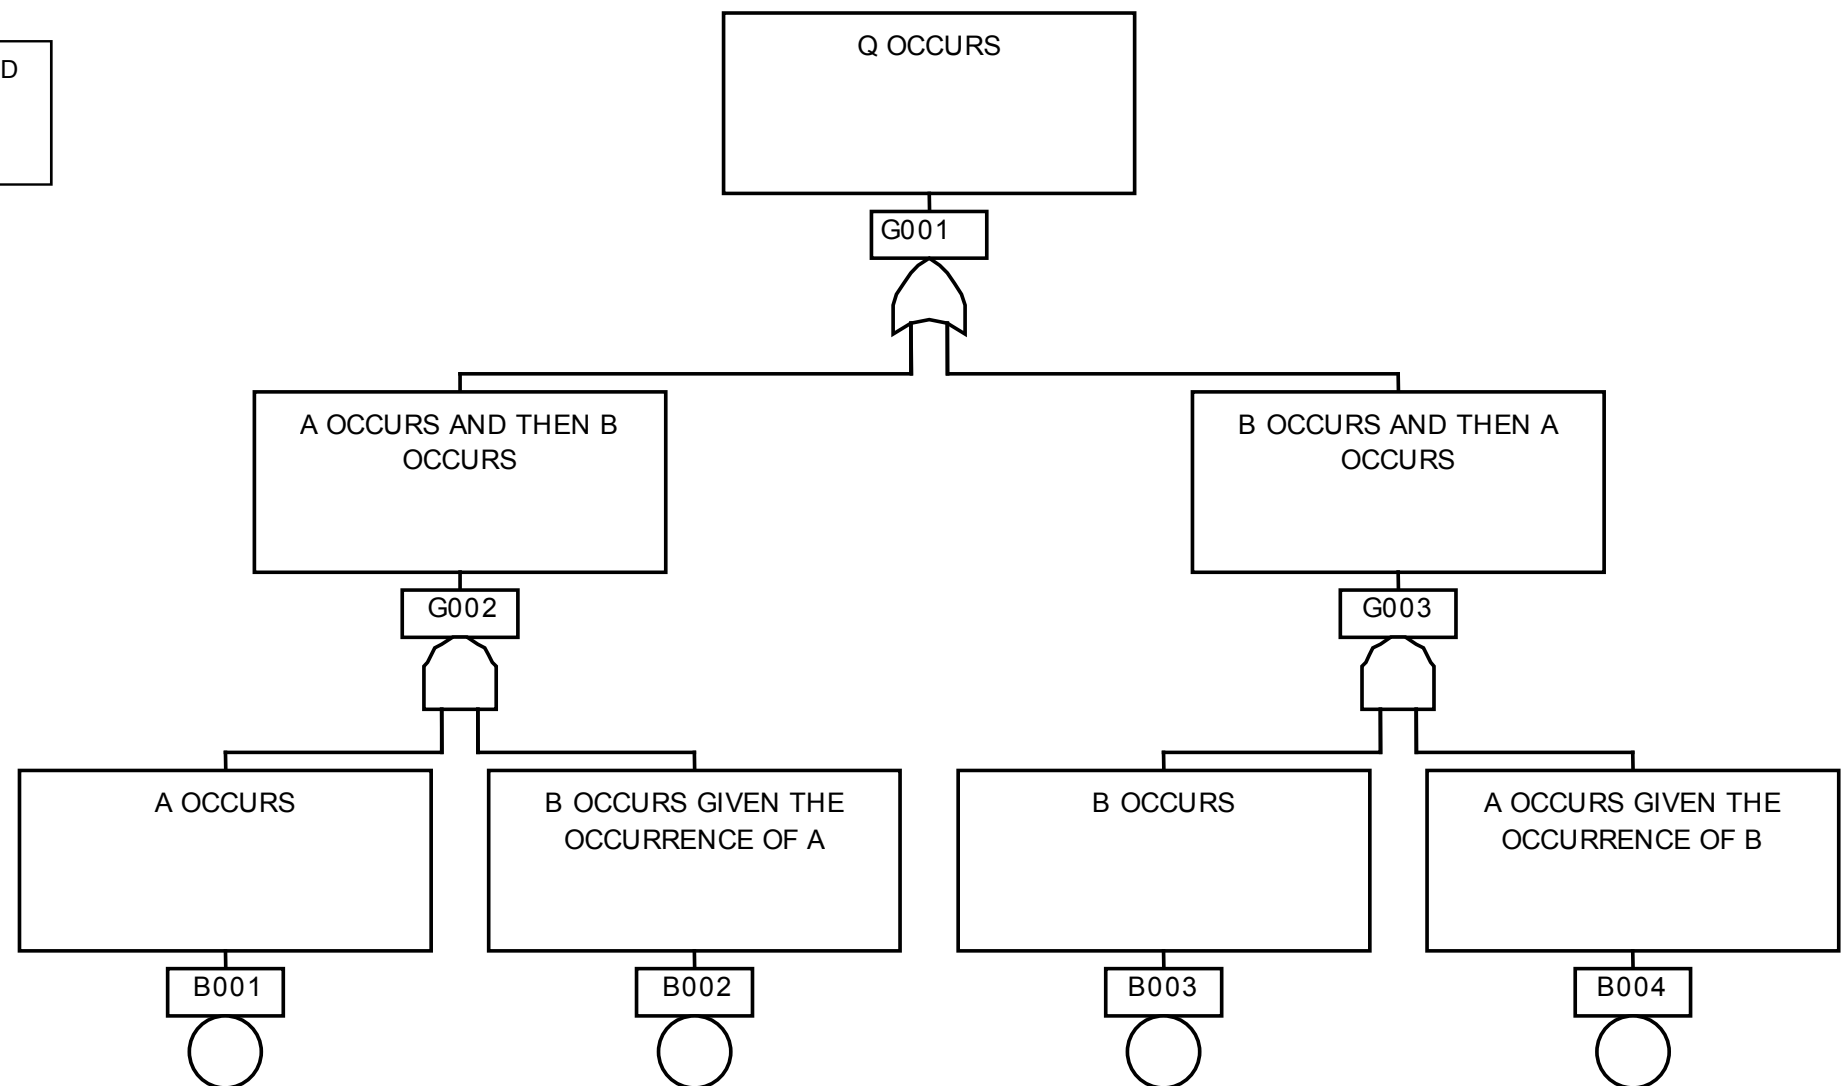 Q OCCURS
D
G001
A OCCURS AND THEN B
OCCURS
B OCCURS AND THEN A
OCCURS
G002
G003
A OCCURS
B OCCURS GIVEN THE
OCCURRENCE OF A
B OCCURS
A OCCURS GIVEN THE
OCCURRENCE OF B
B001
B002
B003
B004